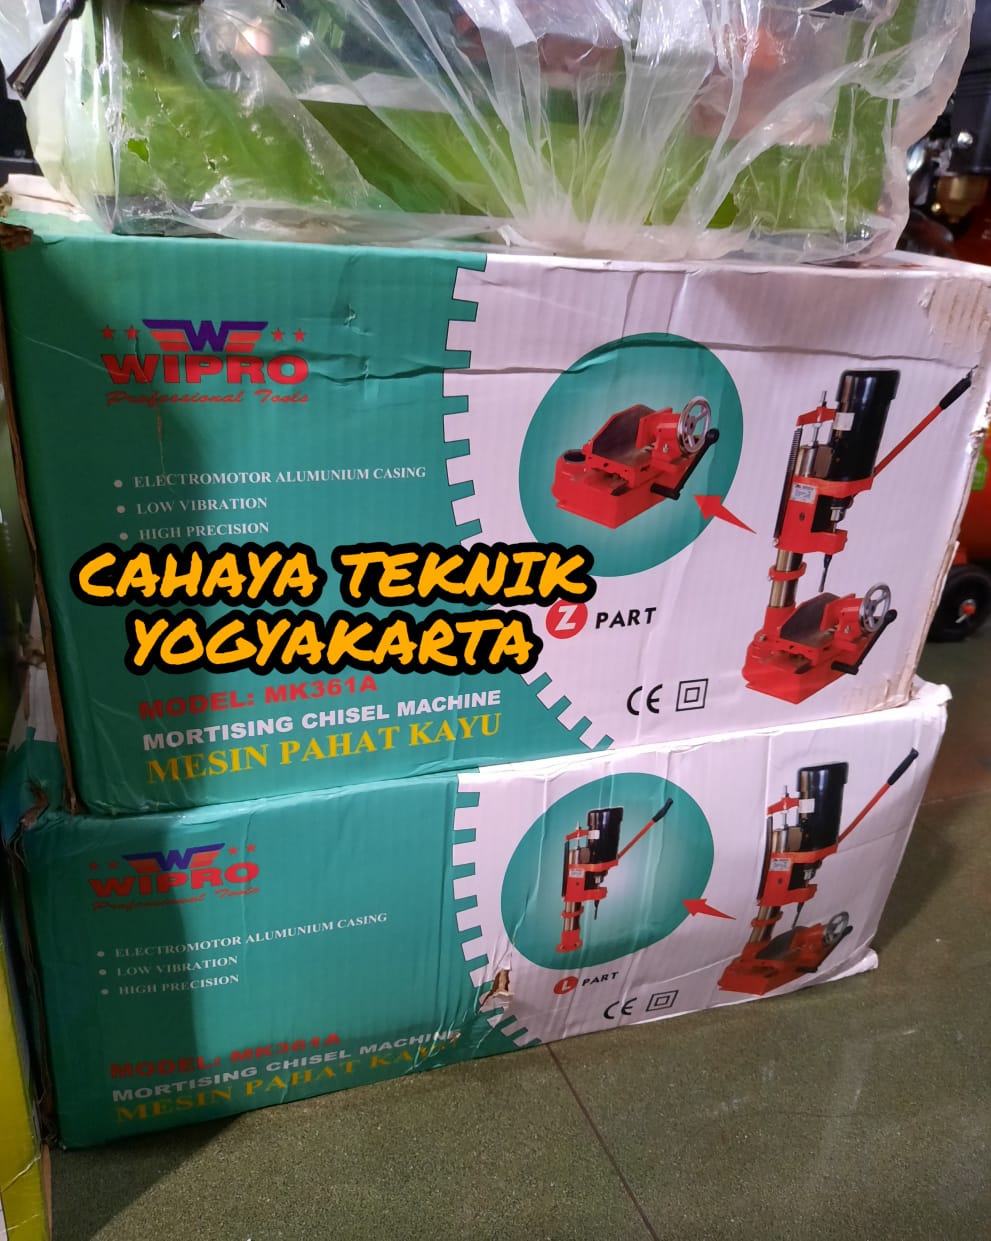 W
WIPRO
Professional Tools
ELECTROMOTOR ALUMUNIUM CASING
LOW VIBRATION
HIGH PRECISION
CAHAYA TEKNIK
YOGYAKARTA
MODEL: MK361A
MORTISING CHISEL MACHINE
MESIN PAHAT KAYU
Z PART
CE
W
WIPRO
Professional Tools
ELECTROMOTOR ALUMUNIUM CASING
LOW VIBRATION
HIGH PRECISION
MODEL: MK361A
MORTISING CHISEL MACHINE
MESIN PAHAT KAYU
L PART
CE